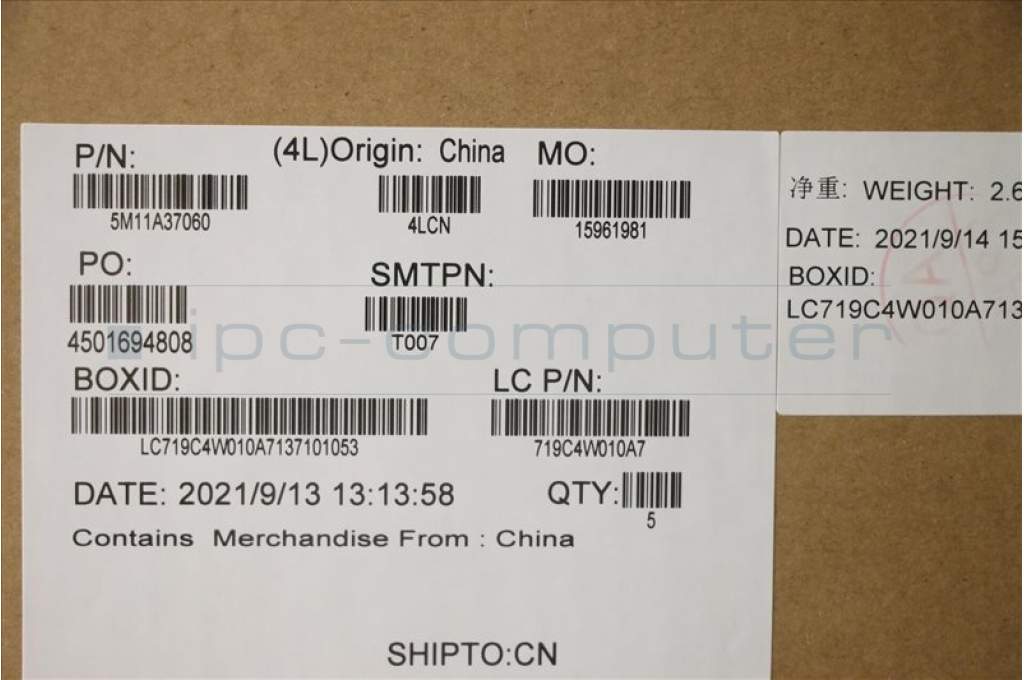 P/N: (4L)Origin: China MO:
5M11A37060 4LCN 15961981
PO: SMTPN:
4501694808 T007
BOXID: LC P/N:
LC719C4W010A7137101053 719C4W010A7
DATE: 2021/9/13 13:13:58 QTY:
5
Contains Merchandise From : China
SHIPTO:CN
净重: WEIGHT: 2.6
DATE: 2021/9/14 15
BOXID:
LC719C4W010A713
ipc-computer